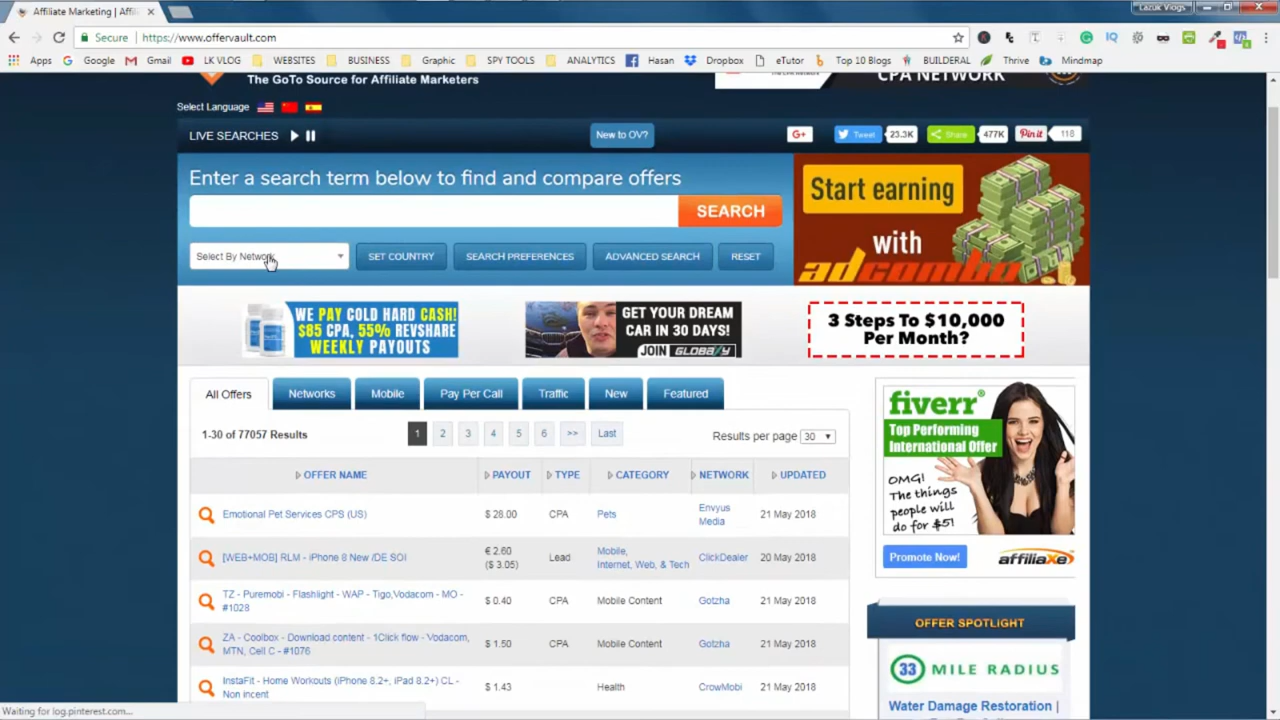 Affiliate Marketing | Affil
Lazuk Vlogs
Secure
https://www.offervault.com
Apps
Google
Gmail
LK VLOG
WEBSITES
BUSINESS
Graphic
SPY TOOLS
ANALYTICS
Hasan
Dropbox
eTutor
Top 10 Blogs
BUILDERAL
Thrive
Mindmap
The GoTo Source for Affiliate Marketers
CPA NETWORK
Select Language
LIVE SEARCHES
New to OV?
G+
Tweet
23.3K
Share
477K
Pin it
118
Enter a search term below to find and compare offers
SEARCH
Select By Network
SET COUNTRY
SEARCH PREFERENCES
ADVANCED SEARCH
RESET
Start earning
with
adcombo
WE PAY COLD HARD CASH!
$85 CPA, 55% REVSHARE
WEEKLY PAYOUTS
GET YOUR DREAM
CAR IN 30 DAYS!
JOIN GLOBALLY
3 Steps To $10,000
Per Month?
All Offers
Networks
Mobile
Pay Per Call
Traffic
New
Featured
1-30 of 77057 Results
1 2 3 4 5 6 >> Last
Results per page 30
OFFER NAME
PAYOUT
TYPE
CATEGORY
NETWORK
UPDATED
Emotional Pet Services CPS (US)
$ 28.00
CPA
Pets
Envyus
Media
21 May 2018
[WEB+MOB] RLM - iPhone 8 New /DE SOI
€ 2.60
($ 3.05)
Lead
Mobile,
Internet, Web, & Tech
ClickDealer
20 May 2018
TZ - Puremobi - Flashlight - WAP - Tigo,Vodacom - MO -
#1028
$ 0.40
CPA
Mobile Content
Gotzha
21 May 2018
ZA - Coolbox - Download content - 1Click flow - Vodacom,
MTN, Cell C - #1076
$ 1.50
CPA
Mobile Content
Gotzha
21 May 2018
InstaFit - Home Workouts (iPhone 8.2+, iPad 8.2+) CL -
Non incent
$ 1.43
Health
CrowMobi
21 May 2018
fiverr®
Top Performing
International Offer
OMG!
The things
people will
do for $5!
Promote Now!
affiliaxe
OFFER SPOTLIGHT
33 MILE RADIUS
Water Damage Restoration |
Waiting for log.pinterest.com...